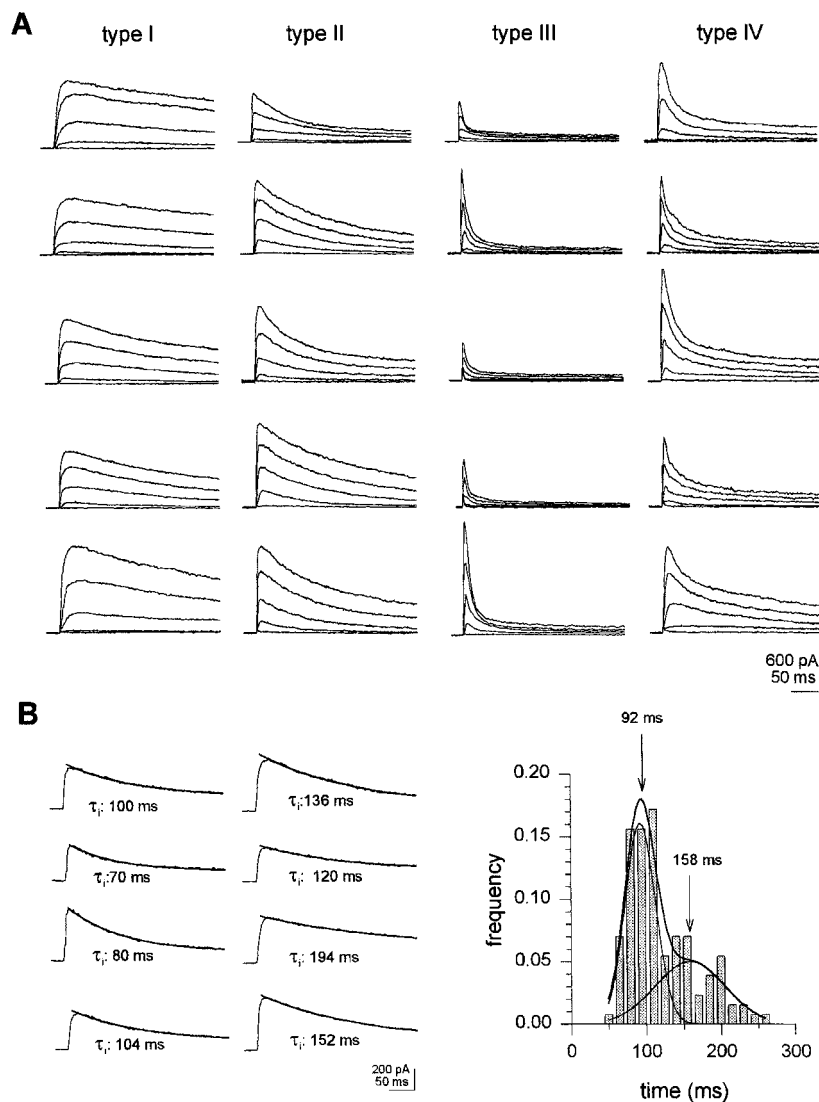 A
type I
type II
type III
type IV
600 pA
50 ms
B
τi: 100 ms
τi:136 ms
τi:70 ms
τi: 120 ms
τi: 80 ms
τi: 194 ms
τi: 104 ms
τi: 152 ms
200 pA
50 ms
92 ms
158 ms
frequency
0.20
0.15
0.10
0.05
0.00
0
100
200
300
time (ms)